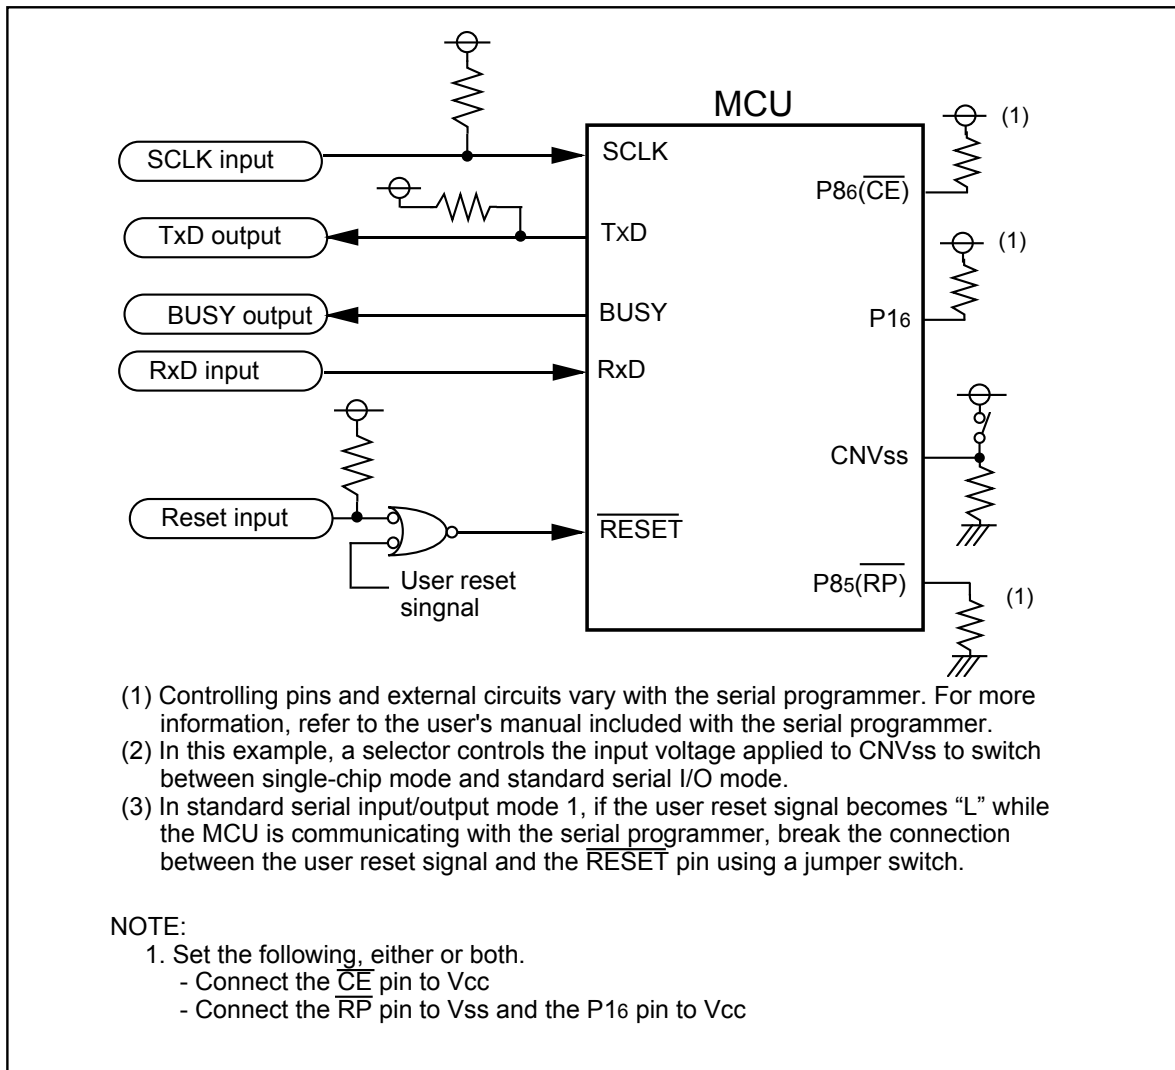 MCU
SCLK input
SCLK
(1)
P86(CE)
TxD output
TxD
(1)
BUSY output
BUSY
P16
RxD input
RxD
CNVss
Reset input
RESET
User reset
singnal
P85(RP)
(1)
(1) Controlling pins and external circuits vary with the serial programmer. For more
information, refer to the user's manual included with the serial programmer.
(2) In this example, a selector controls the input voltage applied to CNVss to switch
between single-chip mode and standard serial I/O mode.
(3) In standard serial input/output mode 1, if the user reset signal becomes “L” while
the MCU is communicating with the serial programmer, break the connection
between the user reset signal and the RESET pin using a jumper switch.
NOTE:
1. Set the following, either or both.
- Connect the CE pin to Vcc
- Connect the RP pin to Vss and the P16 pin to Vcc